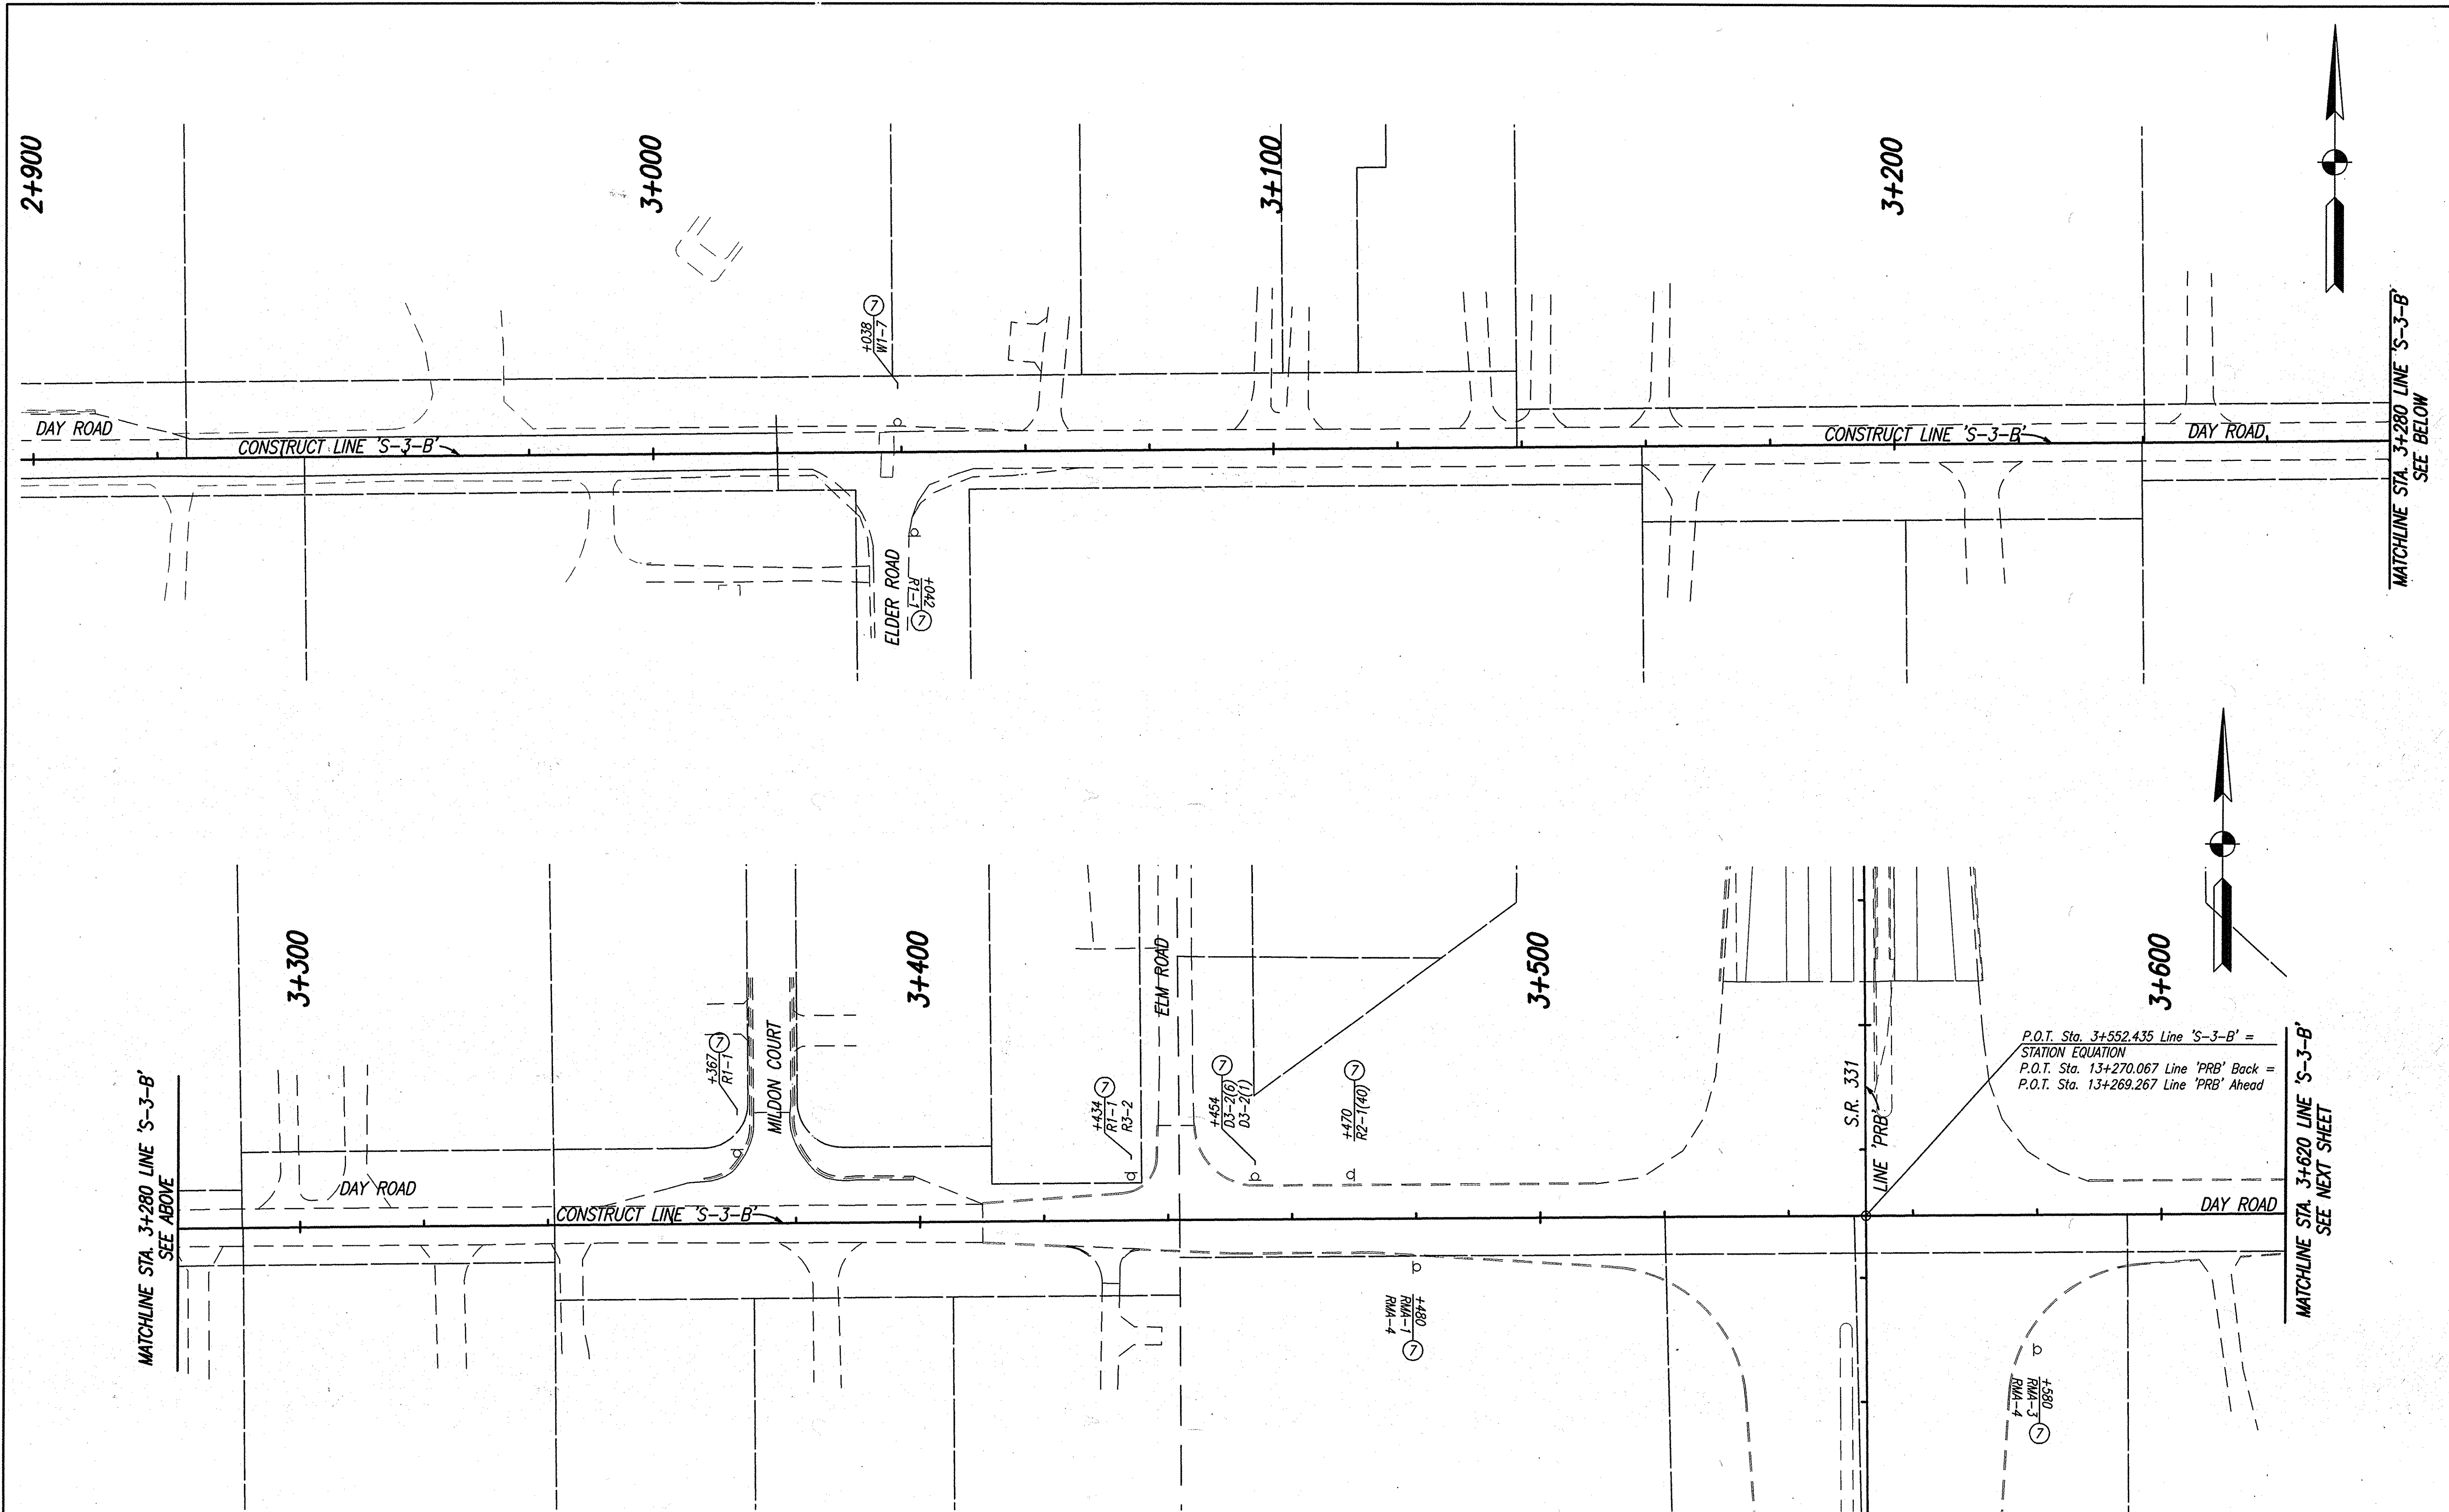 2+900
3+000
3+100
3+200
7
+038
W1-7
DAY ROAD
CONSTRUCT LINE 'S-3-B'
CONSTRUCT LINE 'S-3-B'
DAY ROAD
MATCHLINE STA. 3+280 LINE 'S-3-B'
SEE BELOW
ELDER ROAD
+042
R1-1
7
3+300
3+400
3+500
3+600
MATCHLINE STA. 3+280 LINE 'S-3-B'
SEE ABOVE
DAY ROAD
7
+367
R1-1
MILDON COURT
CONSTRUCT LINE 'S-3-B'
7
+434
R1-1
R3-2
ELM ROAD
7
+454
D3-2(6)
D3-2(1)
7
+470
R2-1(40)
7
+480
RMA-1
RMA-4
S.R. 331
LINE 'PRB'
P.O.T. Sta. 3+552.435 Line 'S-3-B' =
STATION EQUATION
P.O.T. Sta. 13+270.067 Line 'PRB' Back =
P.O.T. Sta. 13+269.267 Line 'PRB' Ahead
DAY ROAD
+580
RMA-3
RMA-4
7
MATCHLINE STA. 3+620 LINE 'S-3-B'
SEE NEXT SHEET